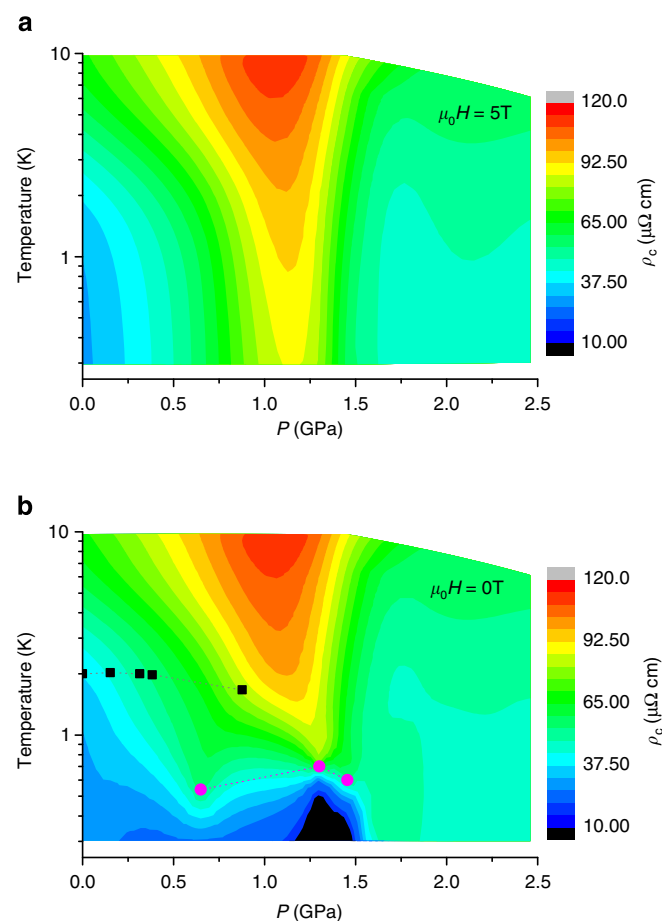 a
10
1
Temperature (K)
0.0 0.5 1.0 1.5 2.0 2.5
P (GPa)
μ₀H = 5T
120.0
92.50
65.00
37.50
10.00
ρc (μΩ cm)
b
10
1
Temperature (K)
0.0 0.5 1.0 1.5 2.0 2.5
P (GPa)
μ₀H = 0T
120.0
92.50
65.00
37.50
10.00
ρc (μΩ cm)